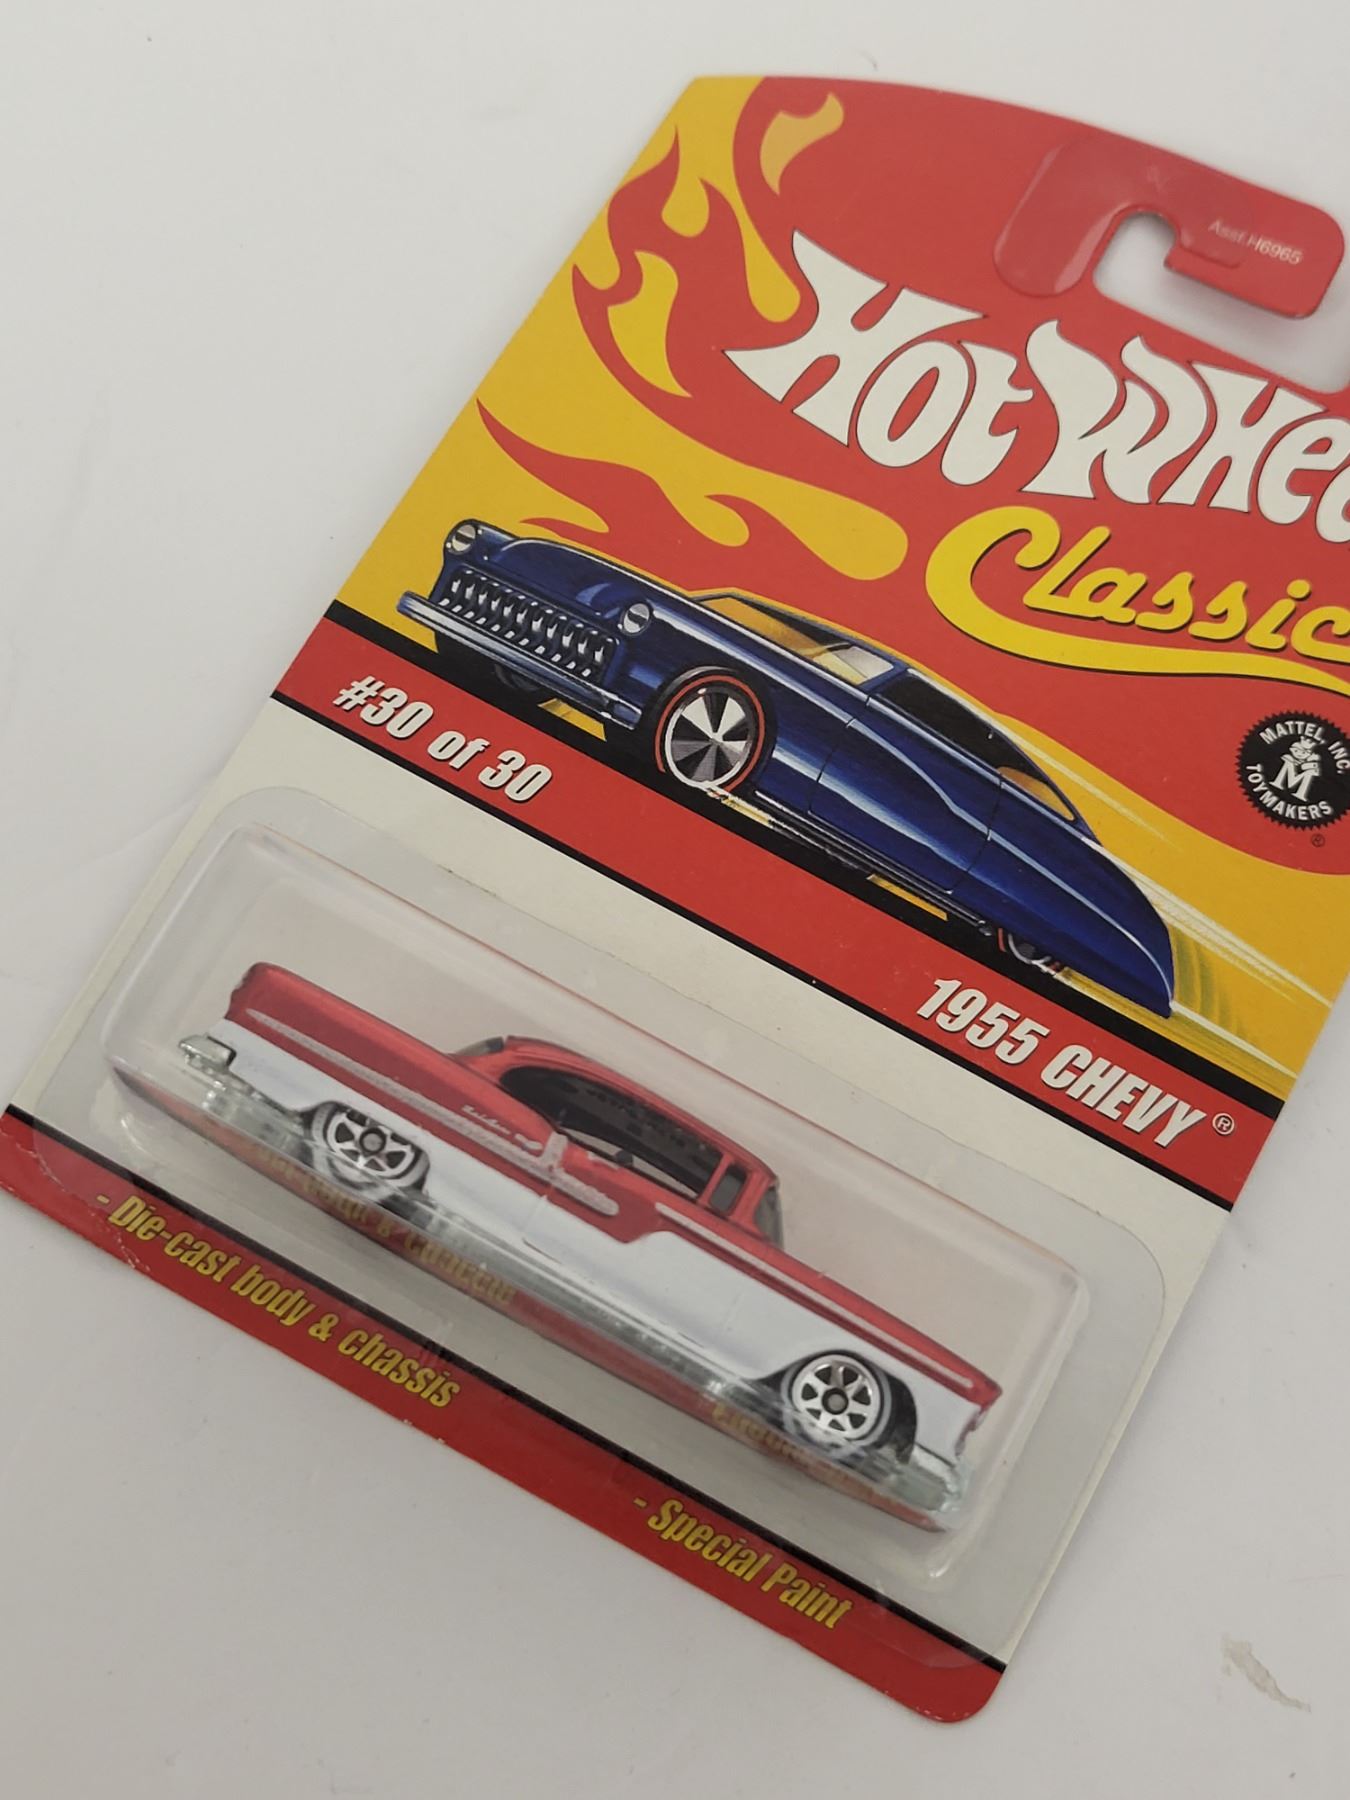 Asst.H6965
Hot Whee
Classic
MATTEL, INC.
M
TOYMAKERS
®
#30 of 30
1955 CHEVY®
- Die-cast body & chassis
- Special Paint